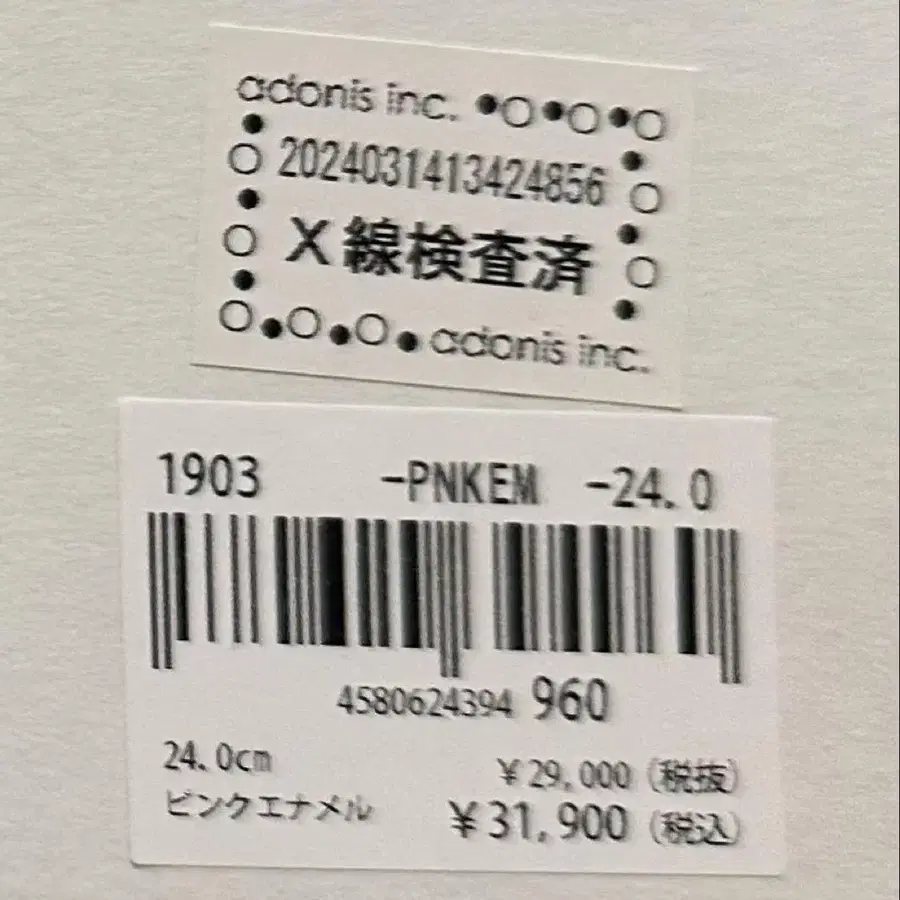 adonis inc.
2024031413424856
X線検査済
adonis inc.
1903 -PNKEM -24.0
4580624394 960
24.0cm
ピンクエナメル
¥29,000（税抜）
¥31,900（税込）